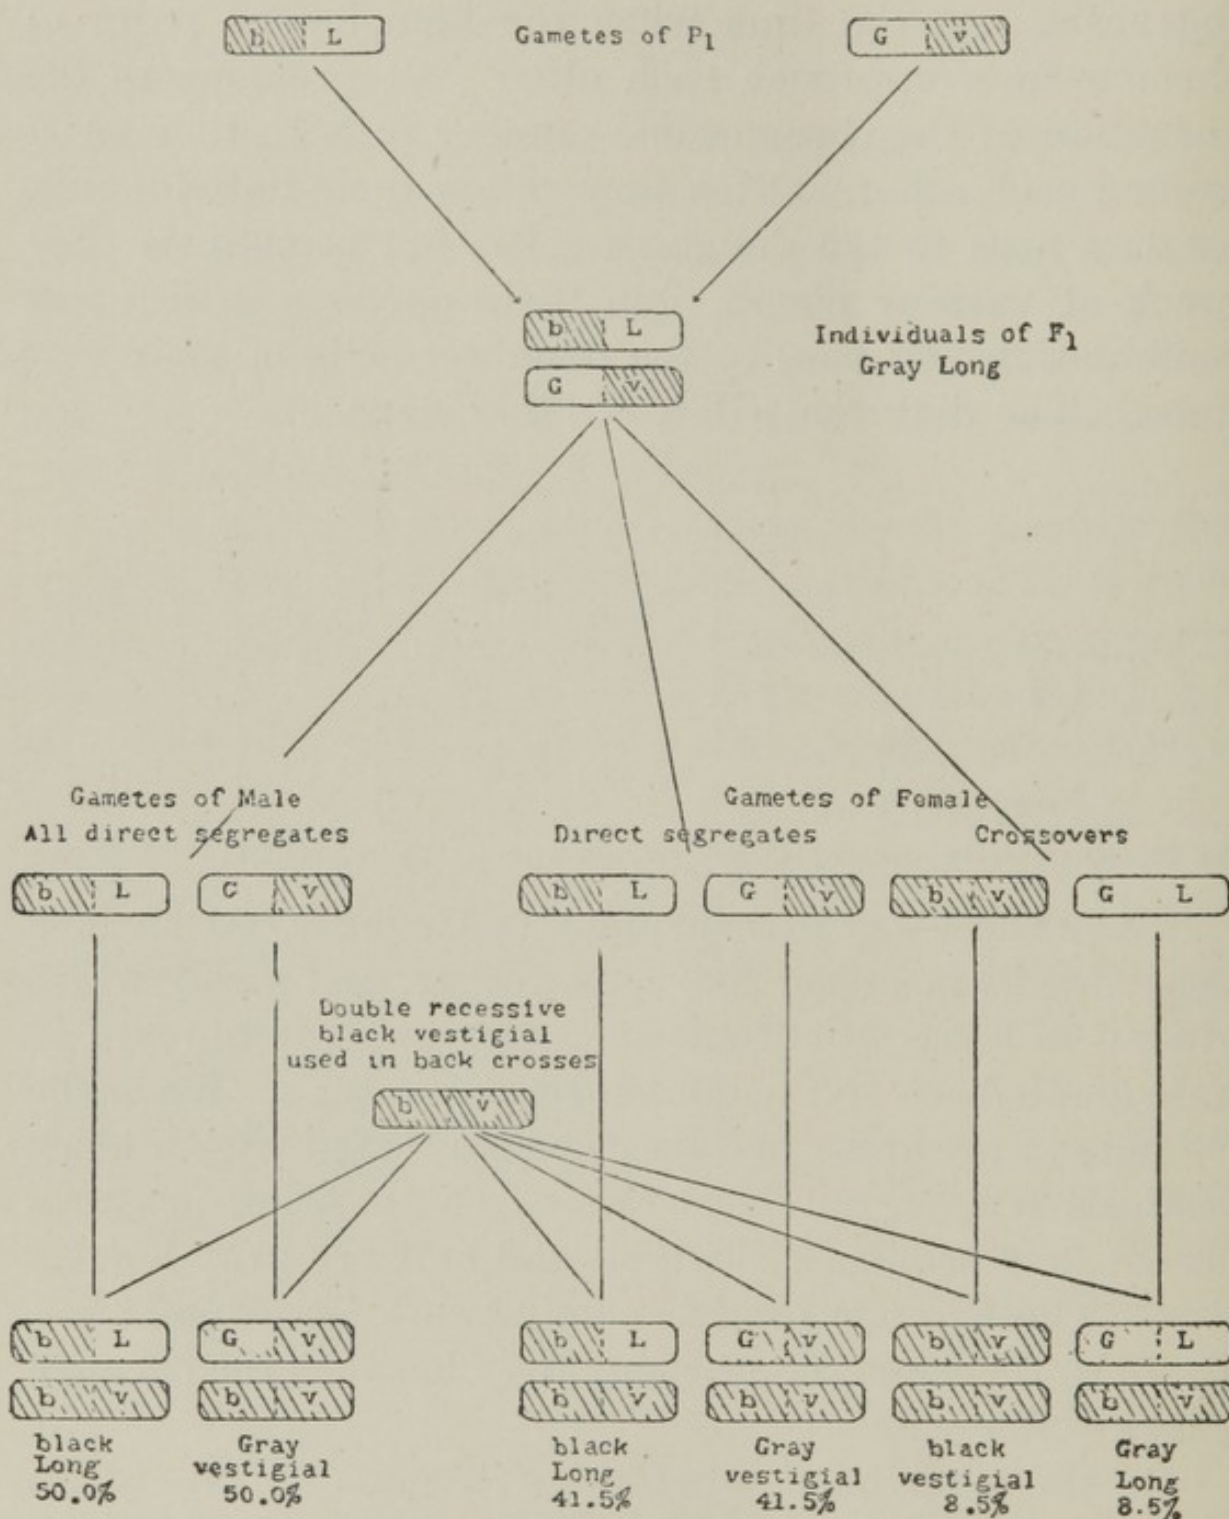 b L Gametes of P1 G v
b L
G v
Individuals of F1
Gray Long
Gametes of Male
All direct segregates
Gametes of Female
Direct segregates Crossovers
b L G v b L G v b v G L
Double recessive
black vestigial
used in back crosses
b v
b L G v b L G v b v G L
b v b v b v b v b v b v
black
Long
50.0%
Gray
vestigial
50.0%
black
Long
41.5%
Gray
vestigial
41.5%
black
vestigial
8.5%
Gray
Long
8.5%